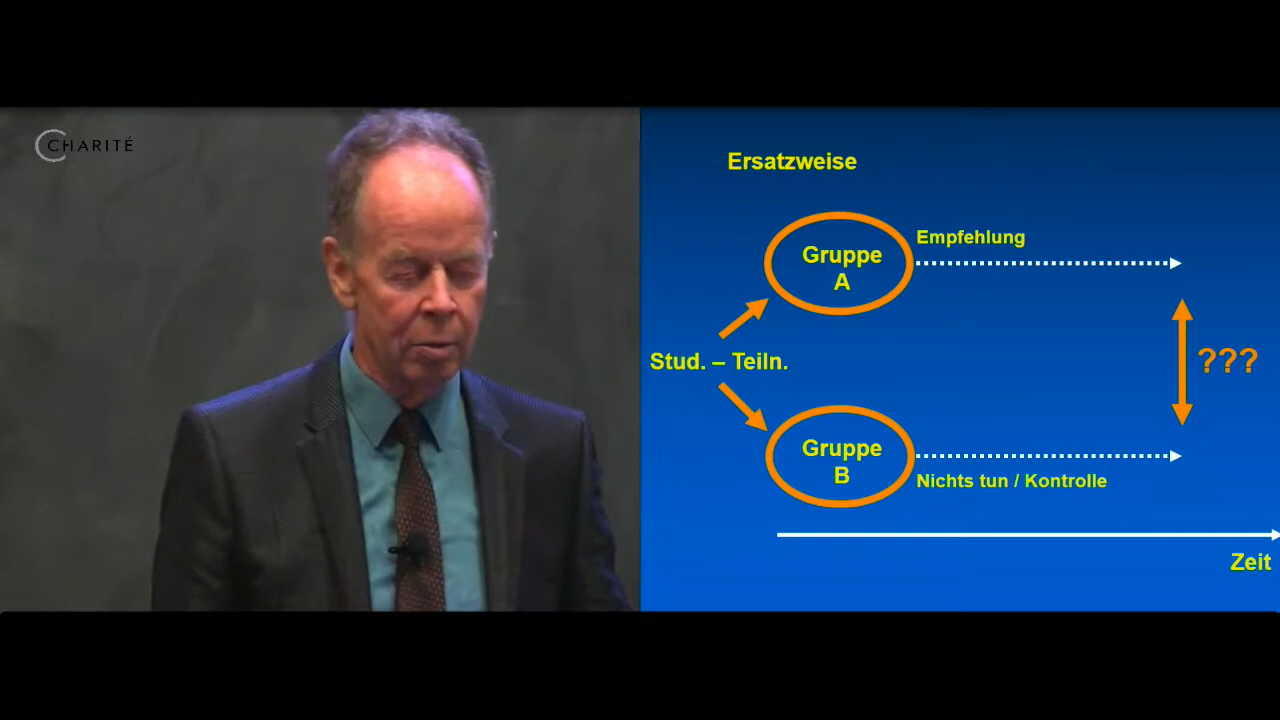 CHARITÉ
Ersatzweise
Gruppe
A
Empfehlung
Stud. – Teiln.
???
Gruppe
B
Nichts tun / Kontrolle
Zeit